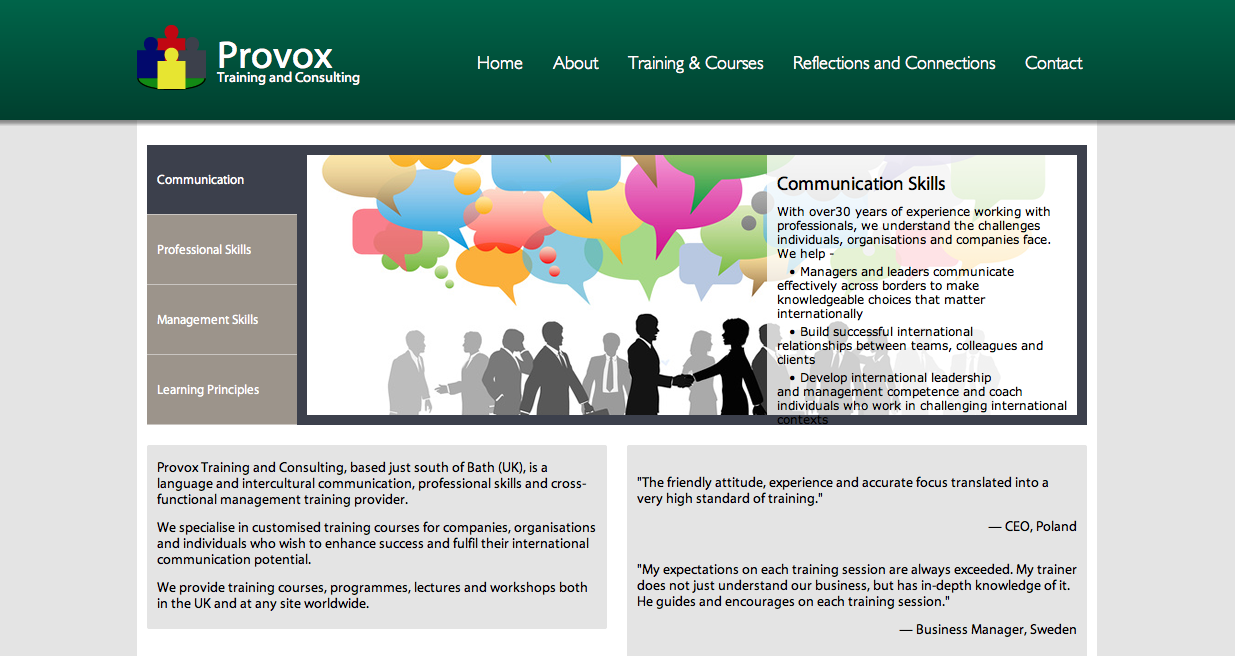 Provox
Training and Consulting
Home
About
Training & Courses
Reflections and Connections
Contact
Communication
Professional Skills
Management Skills
Learning Principles
Communication Skills
With over30 years of experience working with
professionals, we understand the challenges
individuals, organisations and companies face.
We help -
• Managers and leaders communicate
effectively across borders to make
knowledgeable choices that matter
internationally
• Build successful international
relationships between teams, colleagues and
clients
• Develop international leadership
and management competence and coach
individuals who work in challenging international
contexts
Provox Training and Consulting, based just south of Bath (UK), is a
language and intercultural communication, professional skills and cross-
functional management training provider.
We specialise in customised training courses for companies, organisations
and individuals who wish to enhance success and fulfil their international
communication potential.
We provide training courses, programmes, lectures and workshops both
in the UK and at any site worldwide.
"The friendly attitude, experience and accurate focus translated into a
very high standard of training."
— CEO, Poland
"My expectations on each training session are always exceeded. My trainer
does not just understand our business, but has in-depth knowledge of it.
He guides and encourages on each training session."
— Business Manager, Sweden